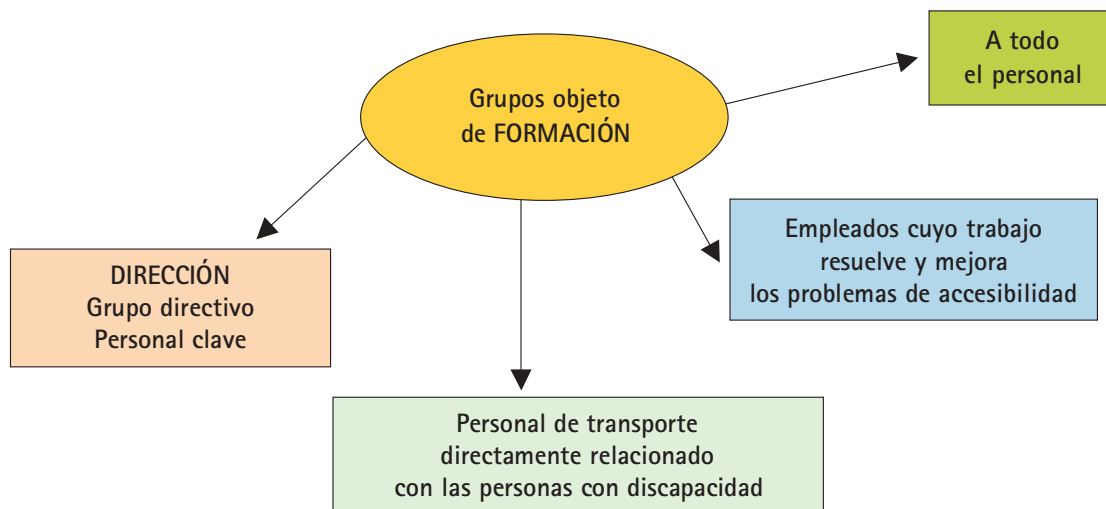 A todo
el personal
Grupos objeto
de FORMACIÓN
Empleados cuyo trabajo
resuelve y mejora
los problemas de accesibilidad
DIRECCIÓN
Grupo directivo
Personal clave
Personal de transporte
directamente relacionado
con las personas con discapacidad